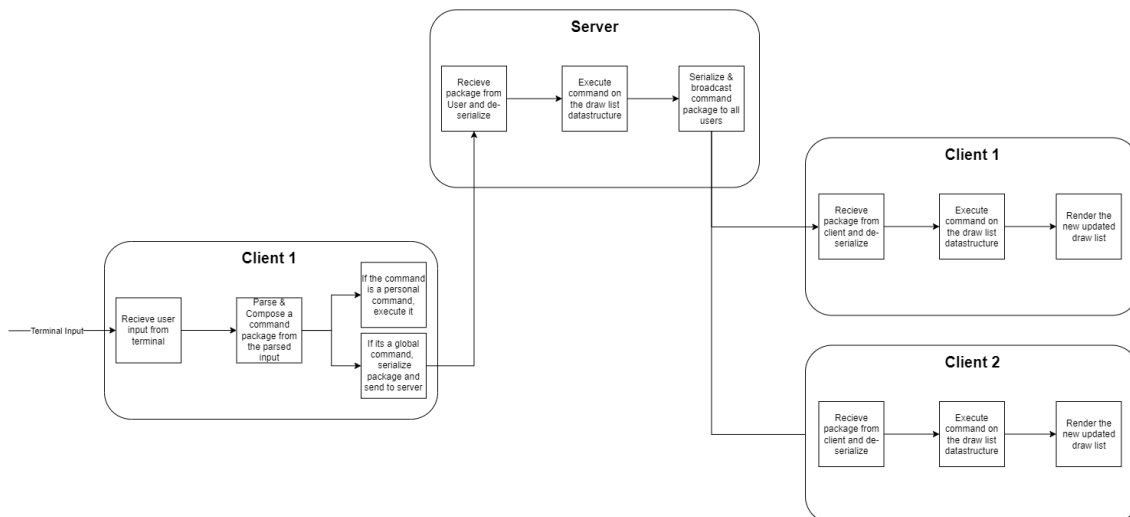 Server
Recieve
package from
User and de-
serialize
Execute
command on
the draw list
datastructure
Serialize &
broadcast
command
package to all
users
Client 1
Recieve
package from
client and de-
serialize
Execute
command on
the draw list
datastructure
Render the
new updated
draw list
Client 1
Terminal Input
Recieve user
input from
terminal
Parse &
Compose a
command
package from
the parsed
input
If the command
is a personal
command,
execute it
If its a global
command,
serialize
package and
send to server
Client 2
Recieve
package from
client and de-
serialize
Execute
command on
the draw list
datastructure
Render the
new updated
draw list